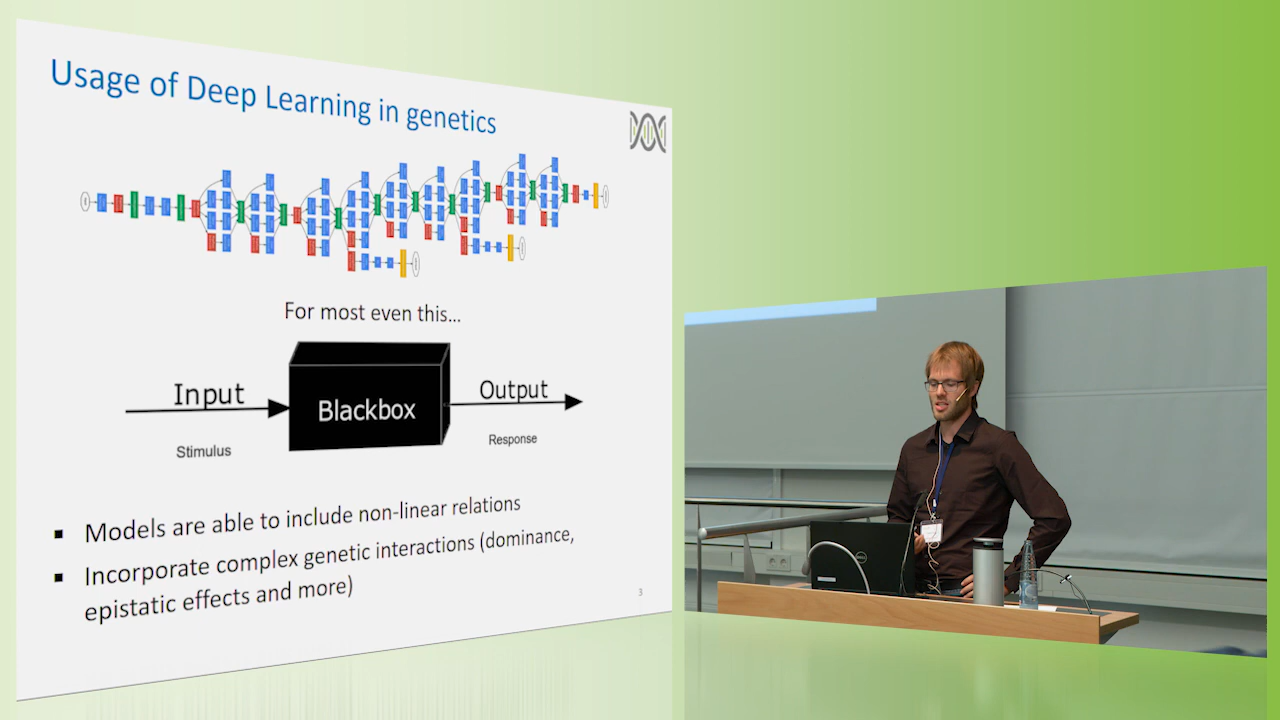 Usage of Deep Learning in genetics
For most even this...
Input
Blackbox
Output
Stimulus
Response
▪ Models are able to include non-linear relations
▪ Incorporate complex genetic interactions (dominance,
epistatic effects and more)
3
DELL